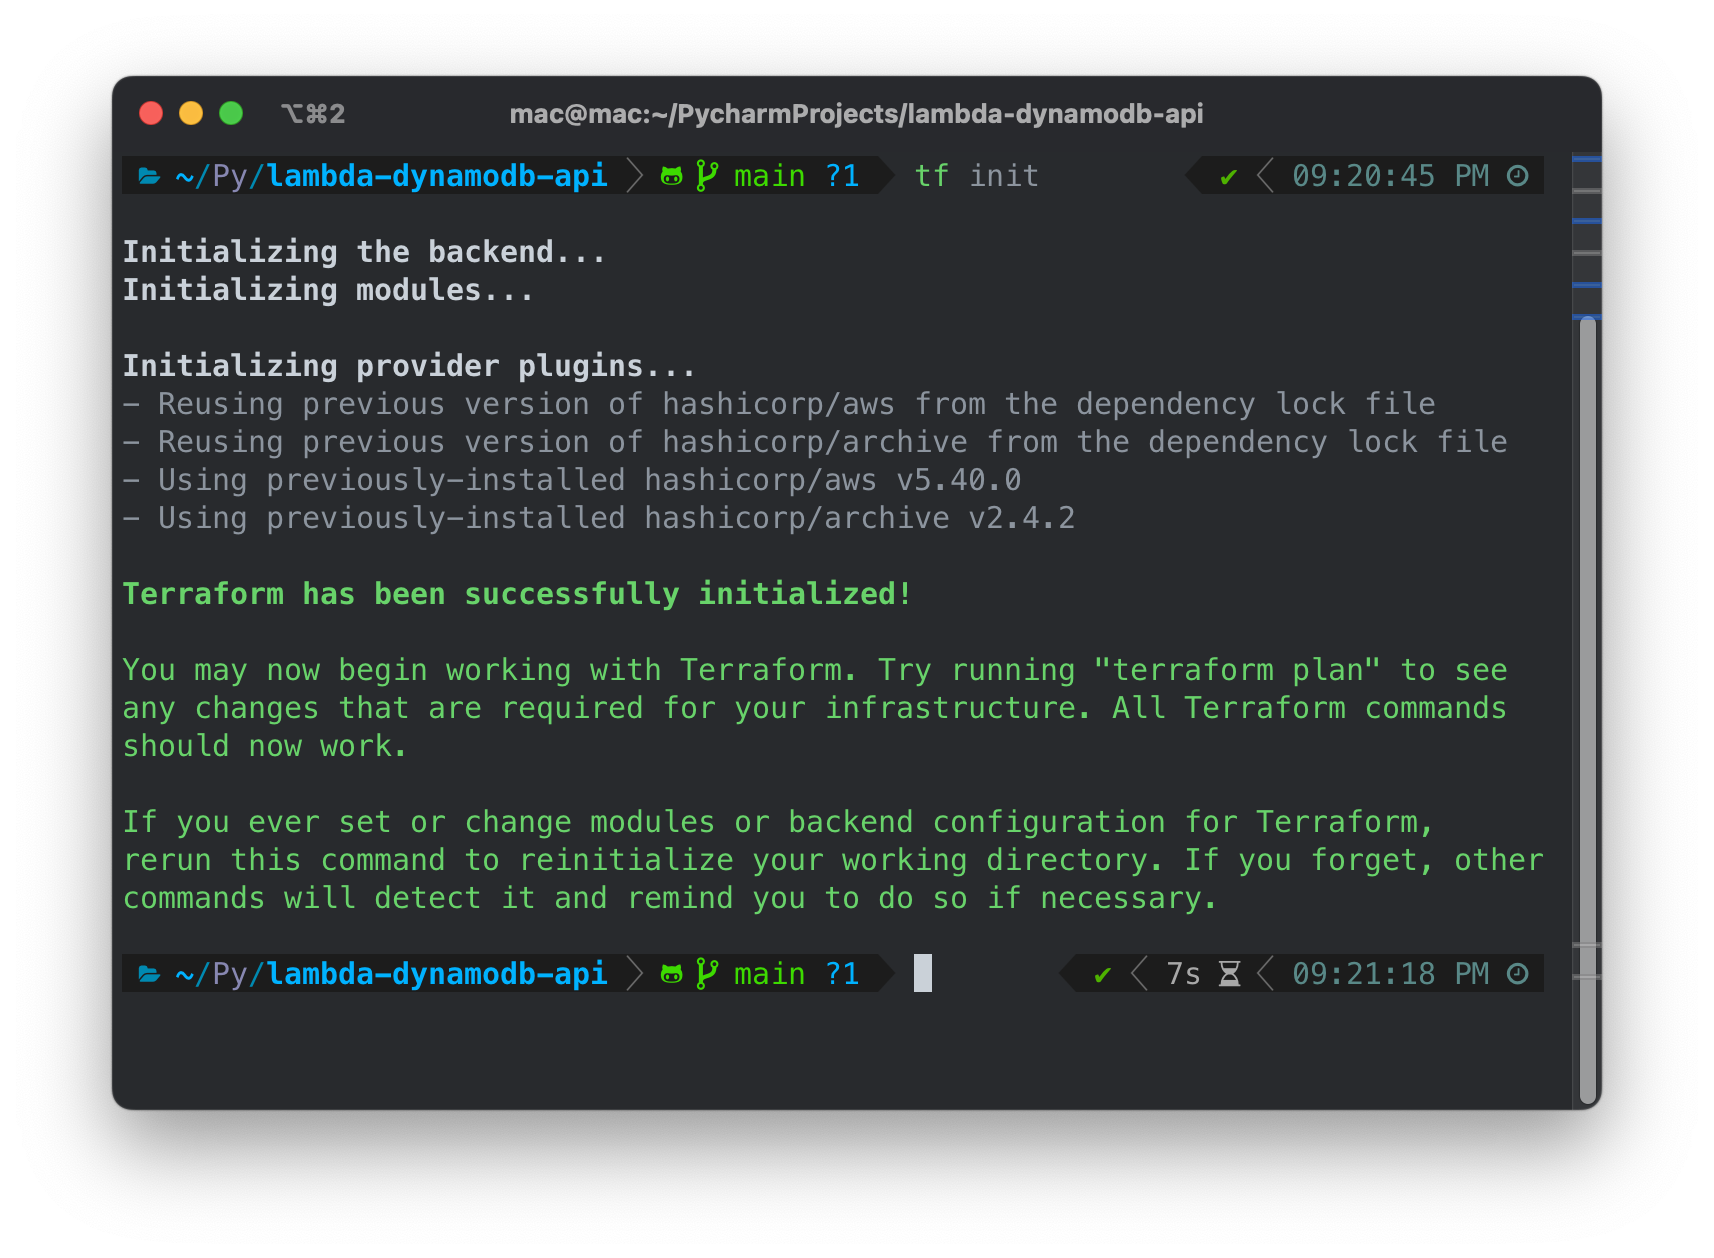 ⌥⌘2 mac@mac:~/PycharmProjects/lambda-dynamodb-api
~/Py/lambda-dynamodb-api main ?1 tf init ✔ 09:20:45 PM
Initializing the backend...
Initializing modules...
Initializing provider plugins...
- Reusing previous version of hashicorp/aws from the dependency lock file
- Reusing previous version of hashicorp/archive from the dependency lock file
- Using previously-installed hashicorp/aws v5.40.0
- Using previously-installed hashicorp/archive v2.4.2
Terraform has been successfully initialized!
You may now begin working with Terraform. Try running "terraform plan" to see
any changes that are required for your infrastructure. All Terraform commands
should now work.
If you ever set or change modules or backend configuration for Terraform,
rerun this command to reinitialize your working directory. If you forget, other
commands will detect it and remind you to do so if necessary.
~/Py/lambda-dynamodb-api main ?1 ✔ 7s 09:21:18 PM